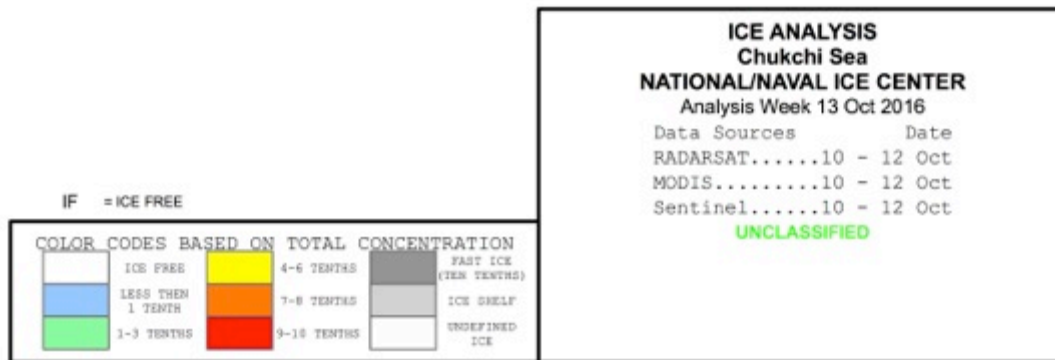 ICE ANALYSIS
Chukchi Sea
NATIONAL/NAVAL ICE CENTER
Analysis Week 13 Oct 2016
Data Sources Date
RADARSAT......10 - 12 Oct
MODIS.........10 - 12 Oct
Sentinel......10 - 12 Oct
UNCLASSIFIED
IF = ICE FREE
COLOR CODES BASED ON TOTAL CONCENTRATION
ICE FREE
LESS THEN
1 TENTH
1-3 TENTHS
4-6 TENTHS
7-8 TENTHS
9-10 TENTHS
FAST ICE
(TEN TENTHS)
ICE SHELF
UNDEFINED
ICE